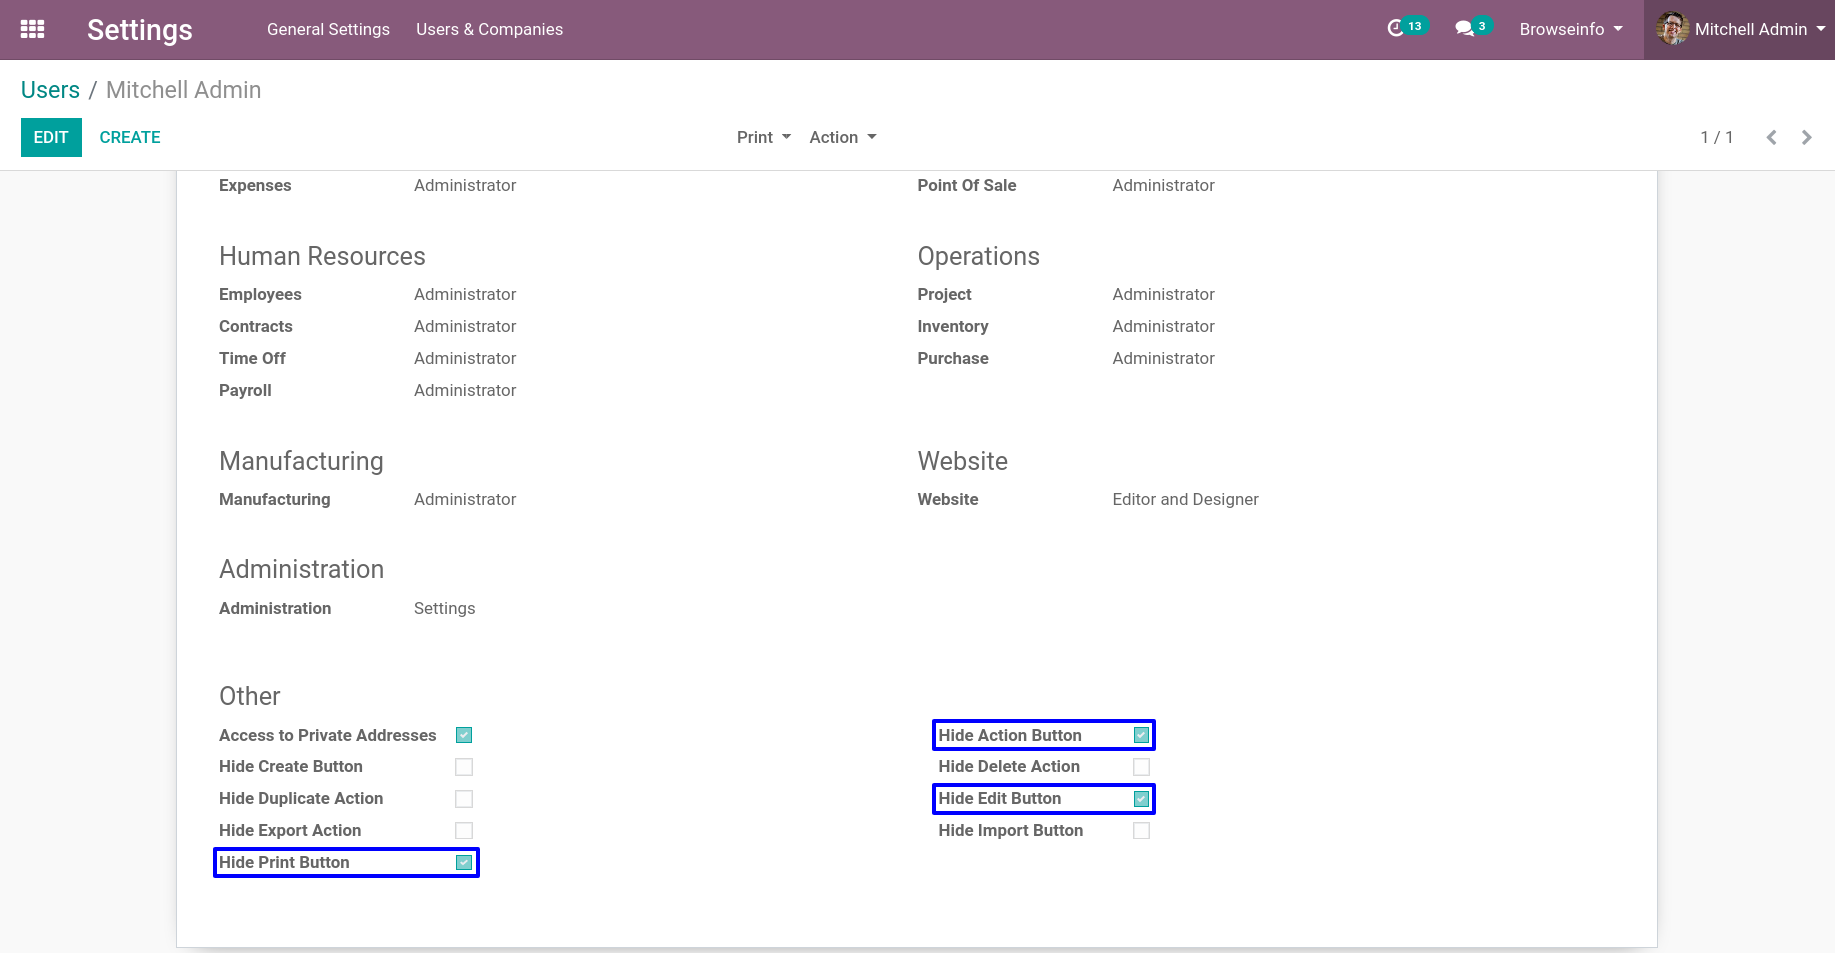 Settings General Settings Users & Companies 13 3 Browseinfo Mitchell Admin
Users / Mitchell Admin
EDIT CREATE Print Action 1 / 1
Expenses Administrator Point Of Sale Administrator
Human Resources Operations
Employees Administrator Project Administrator
Contracts Administrator Inventory Administrator
Time Off Administrator Purchase Administrator
Payroll Administrator
Manufacturing Website
Manufacturing Administrator Website Editor and Designer
Administration
Administration Settings
Other
Access to Private Addresses Hide Action Button
Hide Create Button Hide Delete Action
Hide Duplicate Action Hide Edit Button
Hide Export Action Hide Import Button
Hide Print Button